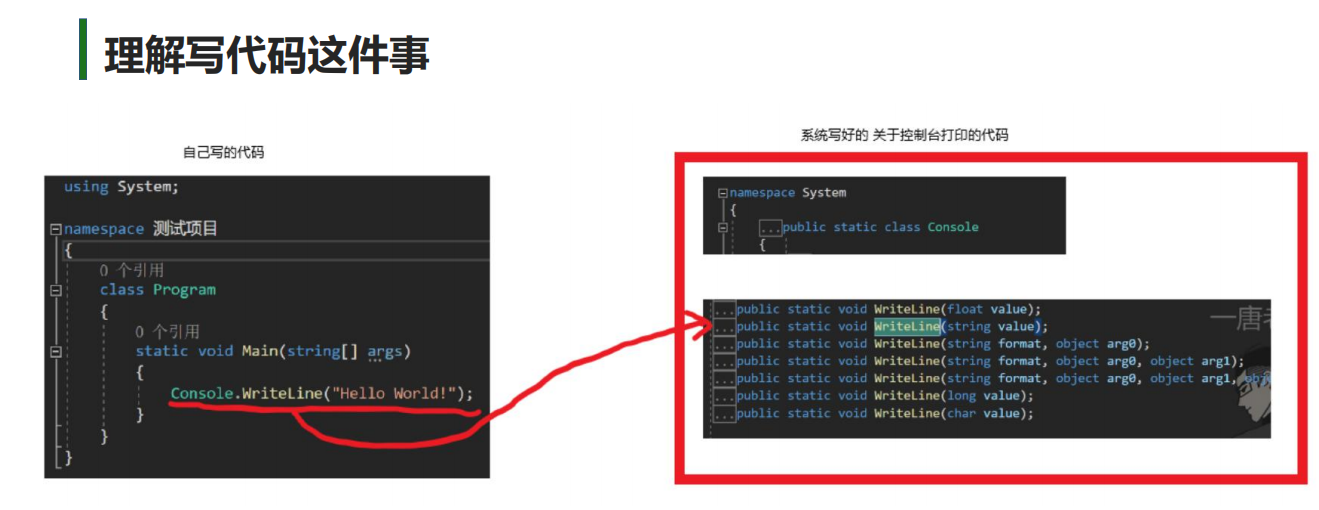 理解写代码这件事
自己写的代码
using System;
namespace 测试项目
{
0 个引用
class Program
{
0 个引用
static void Main(string[] args)
{
Console.WriteLine("Hello World!");
}
}
}
系统写好的 关于控制台打印的代码
namespace System
{
...public static class Console
{
...public static void WriteLine(float value);
...public static void WriteLine(string value);
...public static void WriteLine(string format, object arg0);
...public static void WriteLine(string format, object arg0, object arg1);
...public static void WriteLine(string format, object arg0, object arg1,
...public static void WriteLine(long value);
...public static void WriteLine(char value);
一唐